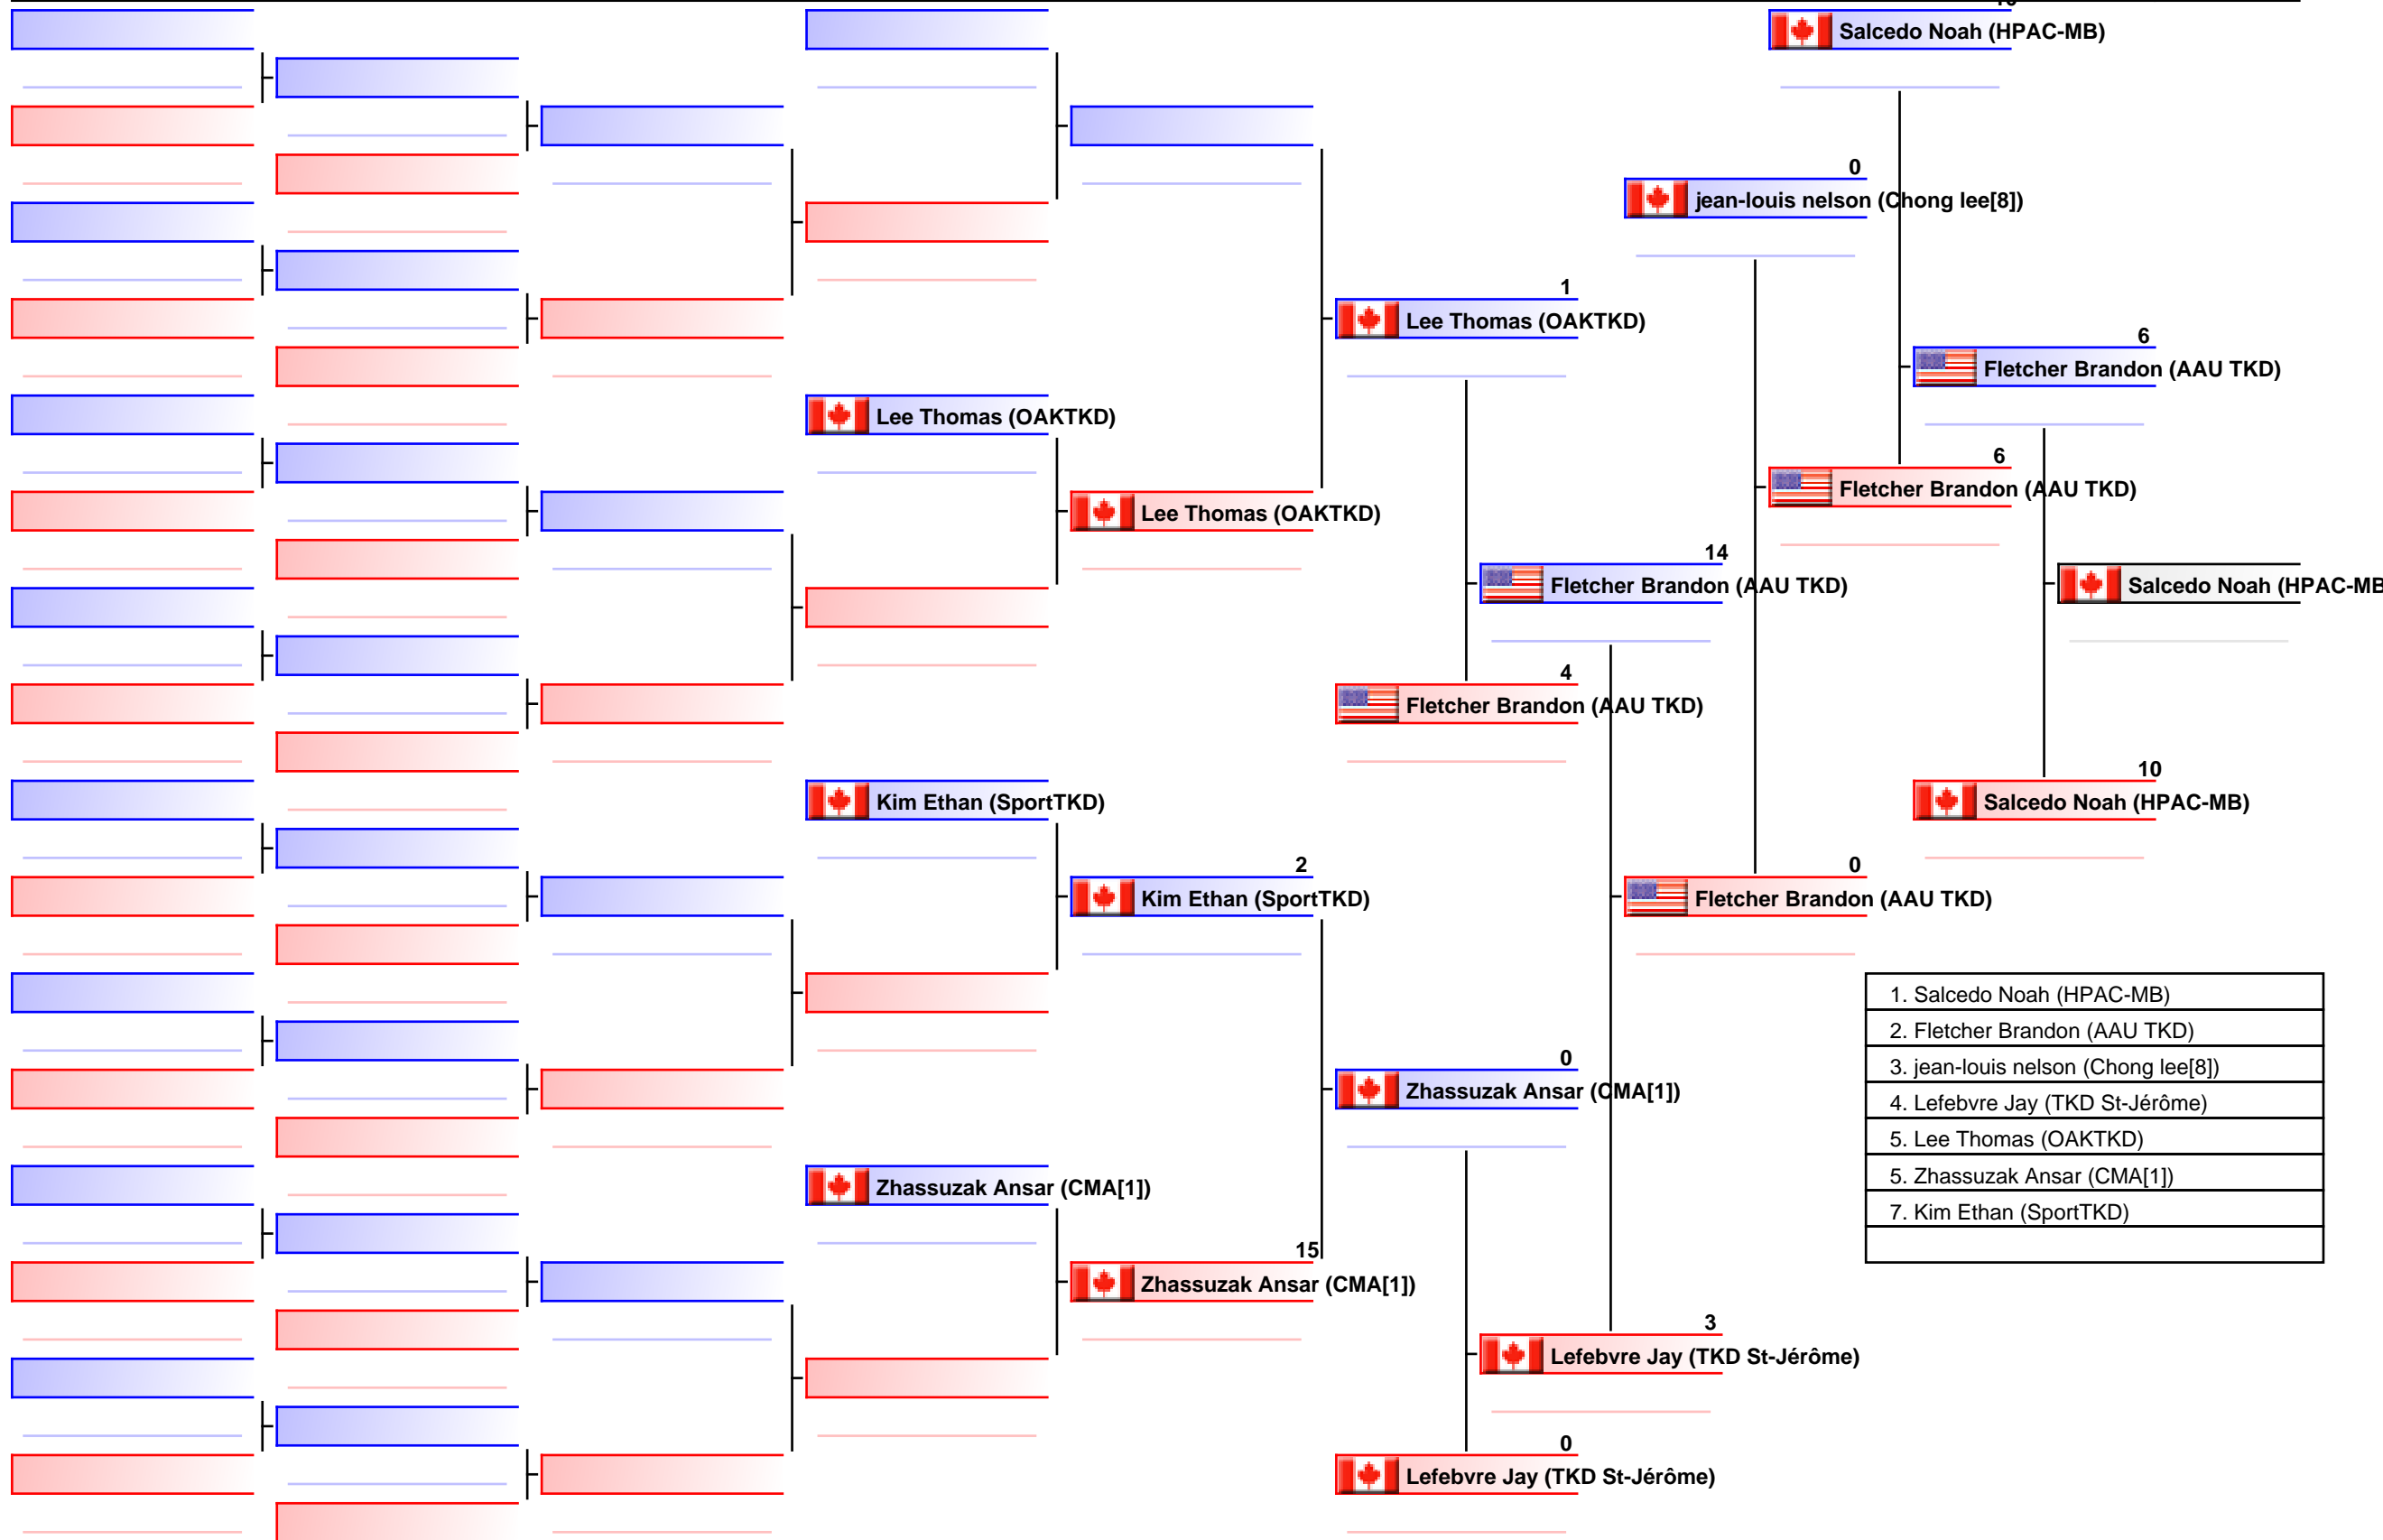 Salcedo Noah (HPAC-MB)
0
jean-louis nelson (Chong lee[8])
1
Lee Thomas (OAKTKD)
6
Fletcher Brandon (AAU TKD)
Lee Thomas (OAKTKD)
6
Fletcher Brandon (AAU TKD)
Lee Thomas (OAKTKD)
14
Fletcher Brandon (AAU TKD)
Salcedo Noah (HPAC-MB
4
Fletcher Brandon (AAU TKD)
10
Kim Ethan (SportTKD)
Salcedo Noah (HPAC-MB)
2
Kim Ethan (SportTKD)
0
Fletcher Brandon (AAU TKD)
1. Salcedo Noah (HPAC-MB)
2. Fletcher Brandon (AAU TKD)
3. jean-louis nelson (Chong lee[8])
4. Lefebvre Jay (TKD St-Jérôme)
5. Lee Thomas (OAKTKD)
5. Zhassuzak Ansar (CMA[1])
7. Kim Ethan (SportTKD)
0
Zhassuzak Ansar (CMA[1])
Zhassuzak Ansar (CMA[1])
15
Zhassuzak Ansar (CMA[1])
3
Lefebvre Jay (TKD St-Jérôme)
0
Lefebvre Jay (TKD St-Jérôme)